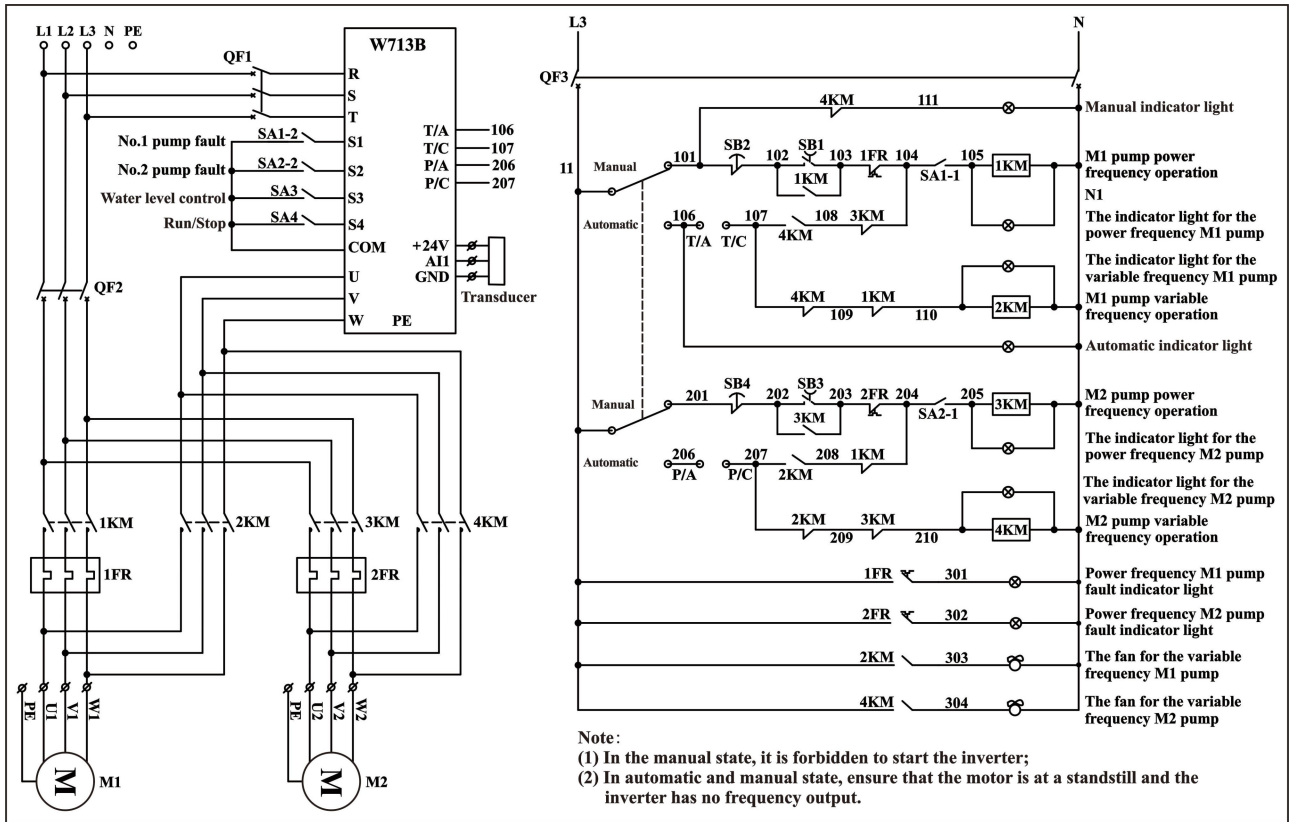 L1 L2 L3 N PE
QF1
W713B
R
S
T
No.1 pump fault SA1-2 S1
No.2 pump fault SA2-2 S2
Water level control SA3 S3
Run/Stop SA4 S4
COM
T/A 106
T/C 107
P/A 206
P/C 207
+24V
AI1
GND
Transducer
U
V
W PE
QF2
1KM 2KM 3KM 4KM
1FR 2FR
PE U1 V1 W1
PE U2 V2 W2
M M1
M M2
L3 N
QF3
4KM 111 Manual indicator light
11 Manual 101 SB2 102 SB1 103 1FR 104 SA1-1 105 1KM
1KM
M1 pump power
frequency operation
N1
Automatic 106 T/A T/C 107 4KM 108 3KM
The indicator light for the
power frequency M1 pump
The indicator light for the
variable frequency M1 pump
4KM 109 1KM 110 2KM
M1 pump variable
frequency operation
Automatic indicator light
Manual 201 SB4 202 SB3 203 2FR 204 SA2-1 205 3KM
3KM
M2 pump power
frequency operation
Automatic 206 P/A P/C 207 2KM 208 1KM
The indicator light for the
power frequency M2 pump
The indicator light for the
variable frequency M2 pump
2KM 209 3KM 210 4KM
M2 pump variable
frequency operation
1FR 301 Power frequency M1 pump
fault indicator light
2FR 302 Power frequency M2 pump
fault indicator light
2KM 303 The fan for the variable
frequency M1 pump
4KM 304 The fan for the variable
frequency M2 pump
Note:
(1) In the manual state, it is forbidden to start the inverter;
(2) In automatic and manual state, ensure that the motor is at a standstill and the
inverter has no frequency output.